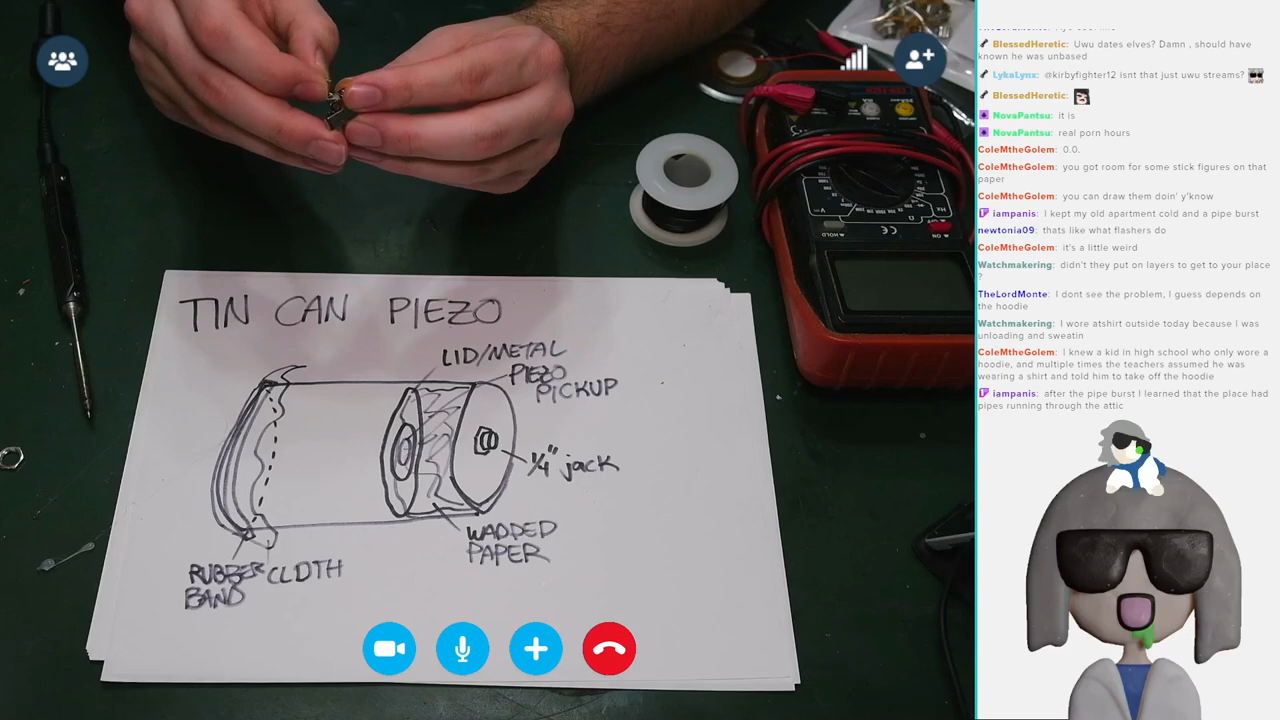 TIN CAN PIEZO
LID/METAL
PIEZO
PICKUP
1/4" jack
WADDED
PAPER
RUBBER
BAND
CLOTH
HOLD
CE
BlessedHeretic: Uwu dates elves? Damn , should have
known he was unbased
LykaLynx: @kirbyfighter12 isnt that just uwu streams?
BlessedHeretic:
NovaPantsu: it is
NovaPantsu: real porn hours
ColeMtheGolem: 0.0.
ColeMtheGolem: you got room for some stick figures on that
paper
ColeMtheGolem: you can draw them doin' y'know
iampanis: I kept my old apartment cold and a pipe burst
newtonia09: thats like what flashers do
ColeMtheGolem: it's a little weird
Watchmakering: didn't they put on layers to get to your place
?
TheLordMonte: I dont see the problem, I guess depends on
the hoodie
Watchmakering: I wore atshirt outside today because I was
unloading and sweatin
ColeMtheGolem: I knew a kid in high school who only wore a
hoodie, and multiple times the teachers assumed he was
wearing a shirt and told him to take off the hoodie
iampanis: after the pipe burst I learned that the place had
pipes running through the attic